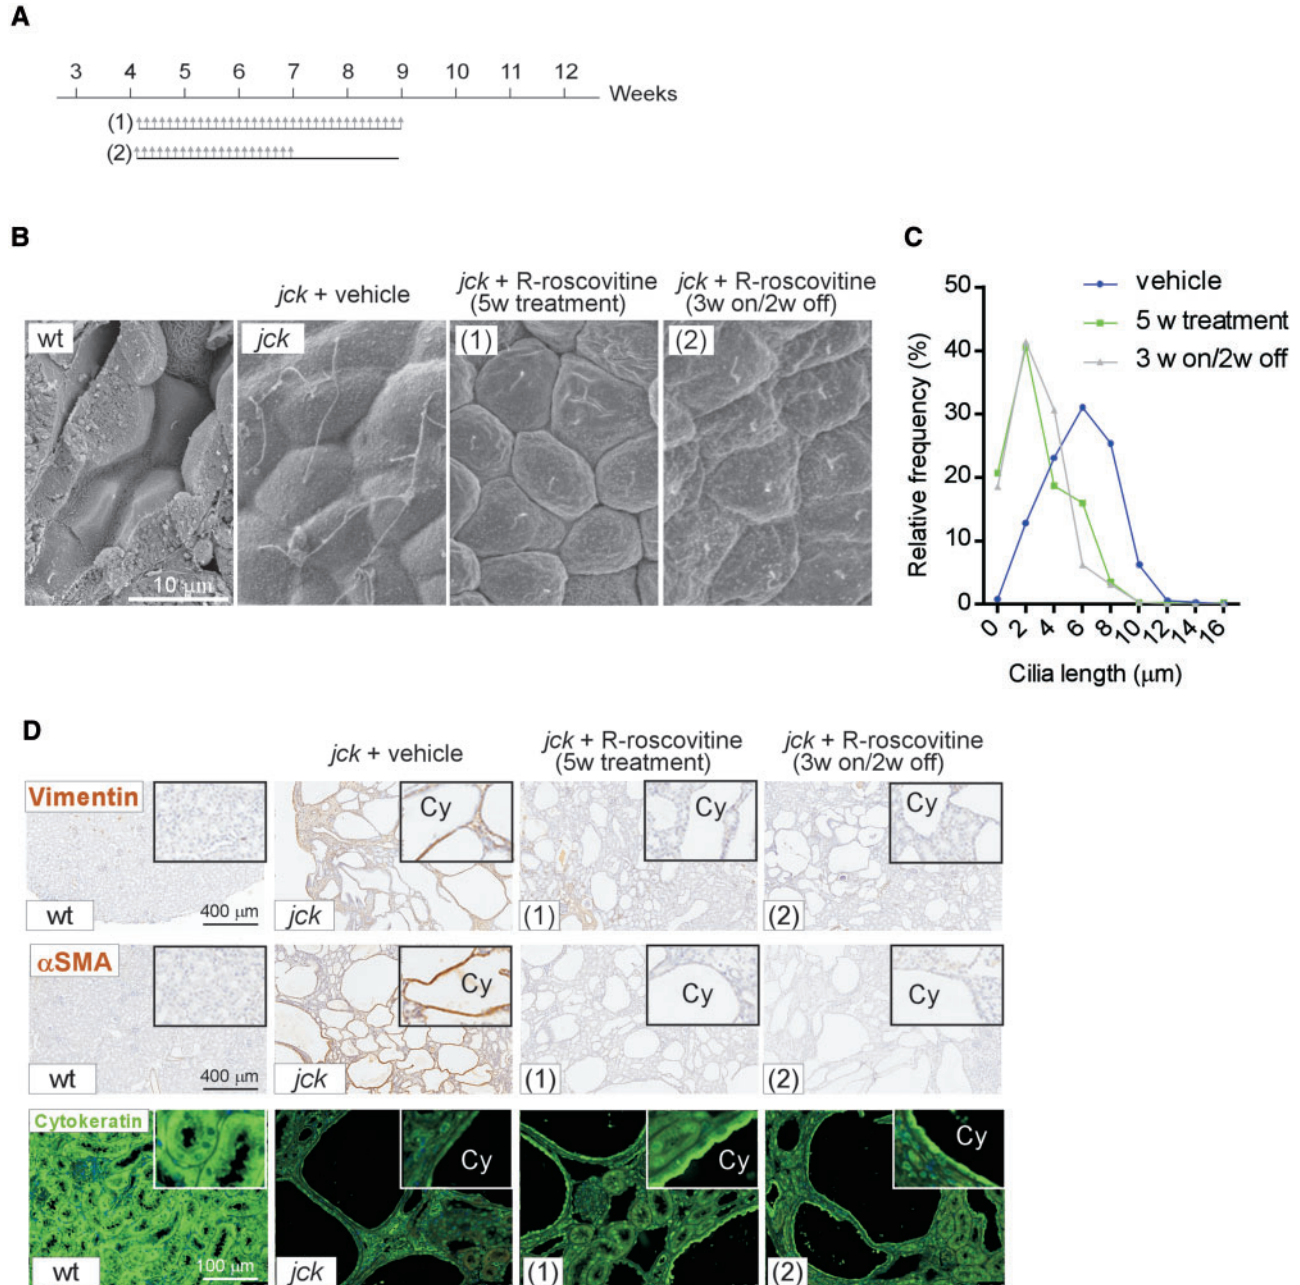 A
3 4 5 6 7 8 9 10 11 12
Weeks
(1)
(2)
B
jck + vehicle
jck + R-roscovitine
(5w treatment)
jck + R-roscovitine
(3w on/2w off)
wt
jck
(1)
(2)
10 μm
C
50
40
30
20
10
0
Relative frequency (%)
vehicle
5 w treatment
3 w on/2w off
0 2 4 6 8 10 12 14 16
Cilia length (μm)
D
jck + vehicle
jck + R-roscovitine
(5w treatment)
jck + R-roscovitine
(3w on/2w off)
Vimentin
Cy
Cy
Cy
wt
400 μm
jck
(1)
(2)
αSMA
Cy
Cy
Cy
wt
400 μm
jck
(1)
(2)
Cytokeratin
Cy
Cy
Cy
wt
100 μm
jck
(1)
(2)